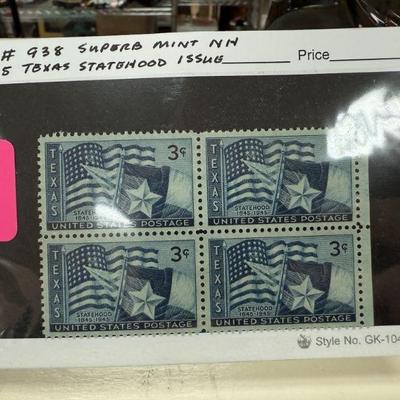 # 938 SUPERB MINT NH
5 TEXAS STATEHOOD ISSUE Price
TEXAS 3¢
STATEHOOD
1845·1945
UNITED STATES POSTAGE
TEXAS 3¢
STATEHOOD
1845·1945
UNITED STATES POSTAGE
TEXAS 3¢
STATEHOOD
1845·1945
UNITED STATES POSTAGE
TEXAS 3¢
STATEHOOD
1845·1945
UNITED STATES POSTAGE
Style No. GK-104